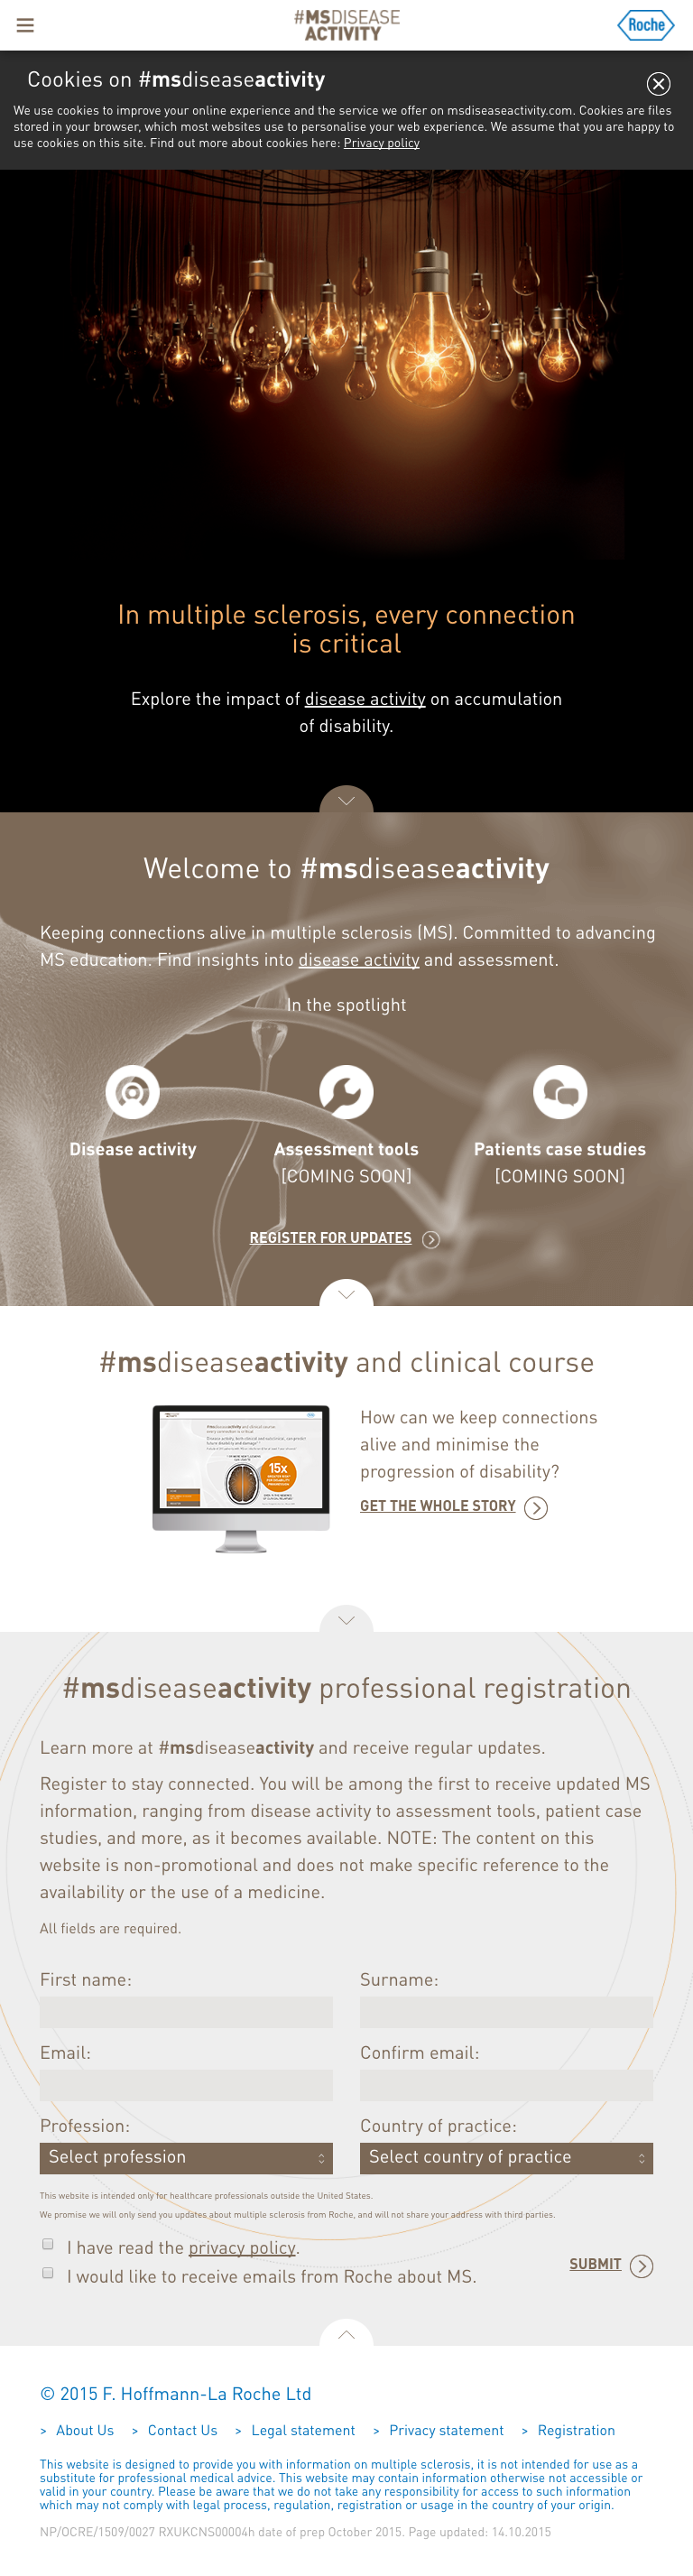 #MSDISEASE
ACTIVITY
Roche
Cookies on #msdiseaseactivity
We use cookies to improve your online experience and the service we offer on msdiseaseactivity.com. Cookies are files
stored in your browser, which most websites use to personalise your web experience. We assume that you are happy to
use cookies on this site. Find out more about cookies here: Privacy policy
In multiple sclerosis, every connection
is critical
Explore the impact of disease activity on accumulation
of disability.
Welcome to #msdiseaseactivity
Keeping connections alive in multiple sclerosis (MS). Committed to advancing
MS education. Find insights into disease activity and assessment.
In the spotlight
Disease activity
Assessment tools
[COMING SOON]
Patients case studies
[COMING SOON]
REGISTER FOR UPDATES
#msdiseaseactivity and clinical course
15x
How can we keep connections
alive and minimise the
progression of disability?
GET THE WHOLE STORY
#msdiseaseactivity professional registration
Learn more at #msdiseaseactivity and receive regular updates.
Register to stay connected. You will be among the first to receive updated MS
information, ranging from disease activity to assessment tools, patient case
studies, and more, as it becomes available. NOTE: The content on this
website is non-promotional and does not make specific reference to the
availability or the use of a medicine.
All fields are required.
First name:
Surname:
Email:
Confirm email:
Profession:
Country of practice:
Select profession
Select country of practice
This website is intended only for healthcare professionals outside the United States.
We promise we will only send you updates about multiple sclerosis from Roche, and will not share your address with third parties.
I have read the privacy policy.
I would like to receive emails from Roche about MS.
SUBMIT
© 2015 F. Hoffmann-La Roche Ltd
> About Us > Contact Us > Legal statement > Privacy statement > Registration
This website is designed to provide you with information on multiple sclerosis, it is not intended for use as a
substitute for professional medical advice. This website may contain information otherwise not accessible or
valid in your country. Please be aware that we do not take any responsibility for access to such information
which may not comply with legal process, regulation, registration or usage in the country of your origin.
NP/OCRE/1509/0027 RXUKCNS00004h date of prep October 2015. Page updated: 14.10.2015